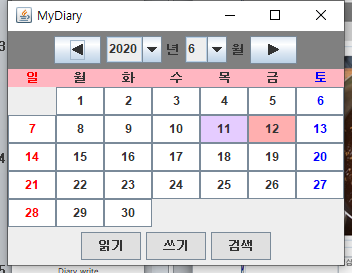 MyDiary
2020 년 6 월
일 월 화 수 목 금 토
1 2 3 4 5 6
7 8 9 10 11 12 13
14 15 16 17 18 19 20
21 22 23 24 25 26 27
28 29 30
읽기 쓰기 검색
Diary write